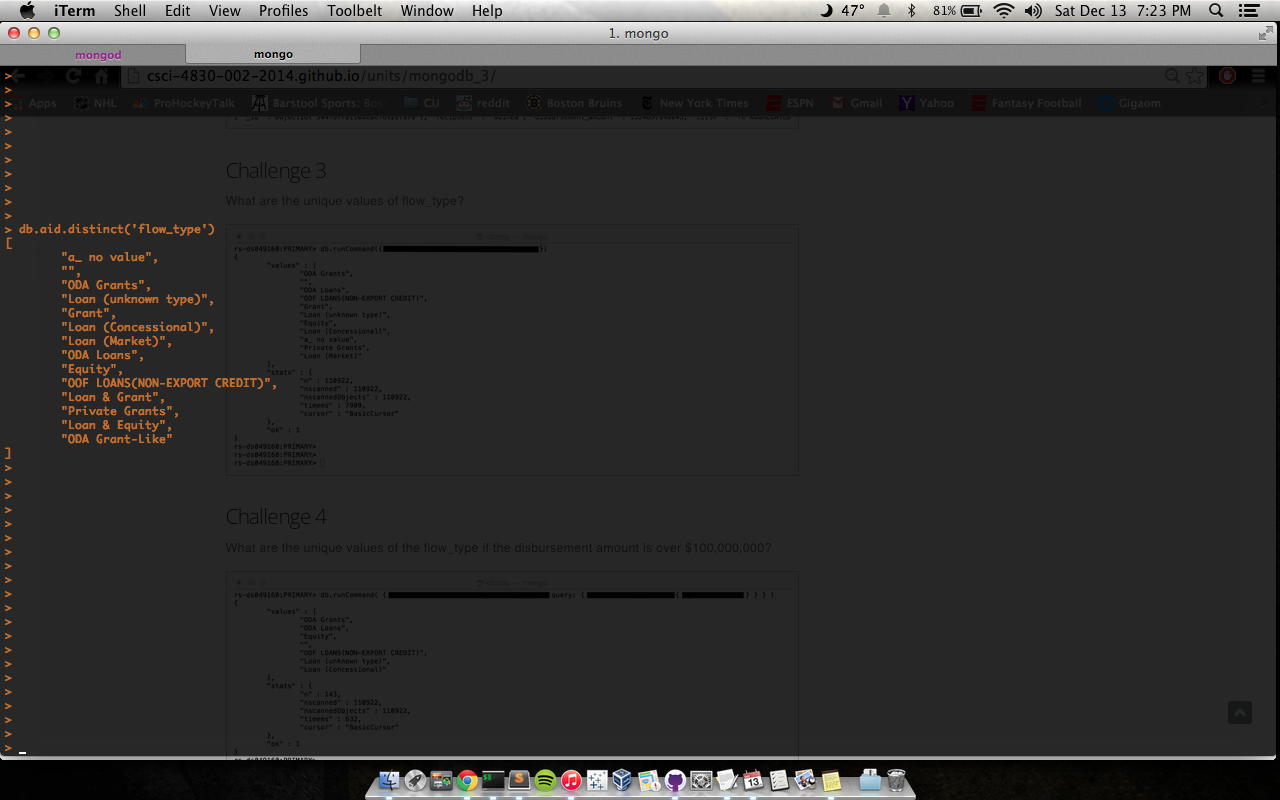 iTerm Shell Edit View Profiles Toolbelt Window Help 47° 81% Sat Dec 13 7:23 PM
1. mongo
mongod mongo
csci-4830-002-2014.github.io/units/mongodb_3/
Apps NHL ProHockeyTalk Barstool Sports: Bos CU reddit Boston Bruins New York Times ESPN Gmail Yahoo Fantasy Football Gigaom
Challenge 3
What are the unique values of flow_type?
> db.aid.distinct('flow_type')
[
"a_ no value",
"",
"ODA Grants",
"Loan (unknown type)",
"Grant",
"Loan (Concessional)",
"Loan (Market)",
"ODA Loans",
"Equity",
"OOF LOANS(NON-EXPORT CREDIT)",
"Loan & Grant",
"Private Grants",
"Loan & Equity",
"ODA Grant-Like"
]
rs-ds049160:PRIMARY> db.runCommand({ })
{
"values" : [
"ODA Grants",
"",
"ODA Loans",
"OOF LOANS(NON-EXPORT CREDIT)",
"Grant",
"Loan (unknown type)",
"Equity",
"Loan (Concessional)",
"a_ no value",
"Private Grants",
"Loan (Market)"
],
"stats" : {
"n" : 110922,
"nscanned" : 110922,
"nscannedObjects" : 110922,
"timems" : 7909,
"cursor" : "BasicCursor"
},
"ok" : 1
}
rs-ds049160:PRIMARY>
rs-ds049160:PRIMARY>
rs-ds049160:PRIMARY>
Challenge 4
What are the unique values of the flow_type if the disbursement amount is over $100,000,000?
rs-ds049160:PRIMARY> db.runCommand( { query: { { } } } )
{
"values" : [
"ODA Grants",
"ODA Loans",
"Equity",
"",
"OOF LOANS(NON-EXPORT CREDIT)",
"Loan (unknown type)",
"Loan (Concessional)"
],
"stats" : {
"n" : 143,
"nscanned" : 110922,
"nscannedObjects" : 110922,
"timems" : 632,
"cursor" : "BasicCursor"
},
"ok" : 1
}
>
13